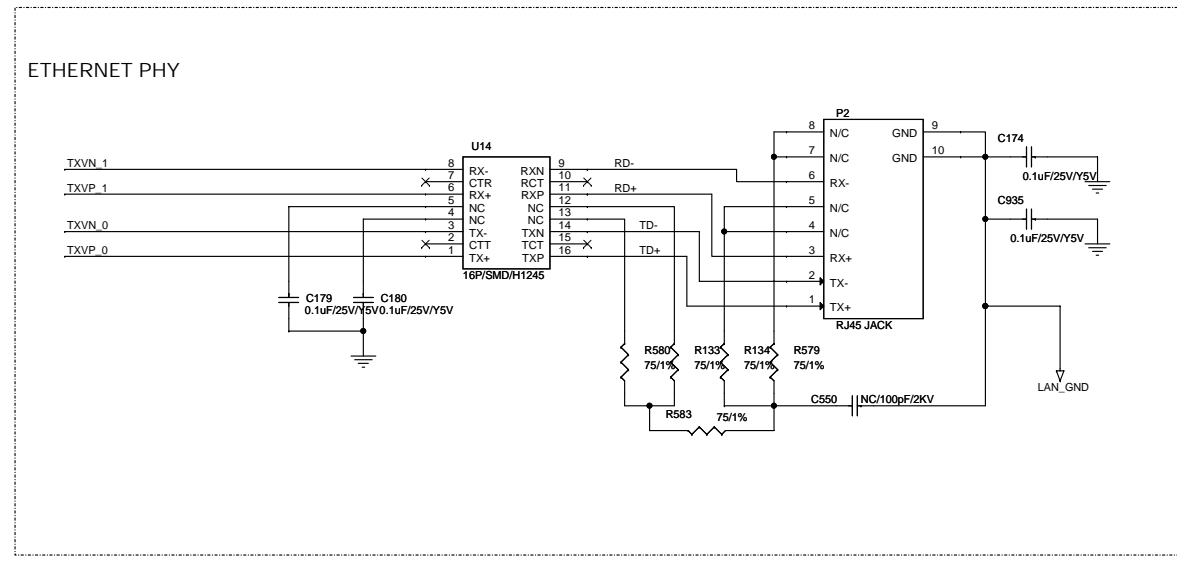 ETHERNET PHY
TXVN_1
TXVP_1
TXVN_0
TXVP_0
U14
8 RX- RXN 9
7 CTR RCT 10
6 RX+ RXP 11
5 NC NC 12
4 NC NC 13
3 TX- TXN 14
2 CTT TCT 15
1 TX+ TXP 16
16P/SMD/H1245
RD-
RD+
TD-
TD+
P2
8 N/C GND 9
7 N/C GND 10
6 RX-
5 N/C
4 N/C
3 RX+
2 TX-
1 TX+
RJ45 JACK
C174
0.1uF/25V/Y5V
C935
0.1uF/25V/Y5V
C179
0.1uF/25V/Y5V
C180
0.1uF/25V/Y5V
R580
75/1%
R133
75/1%
R134
75/1%
R579
75/1%
R583
75/1%
C550
NC/100pF/2KV
LAN_GND